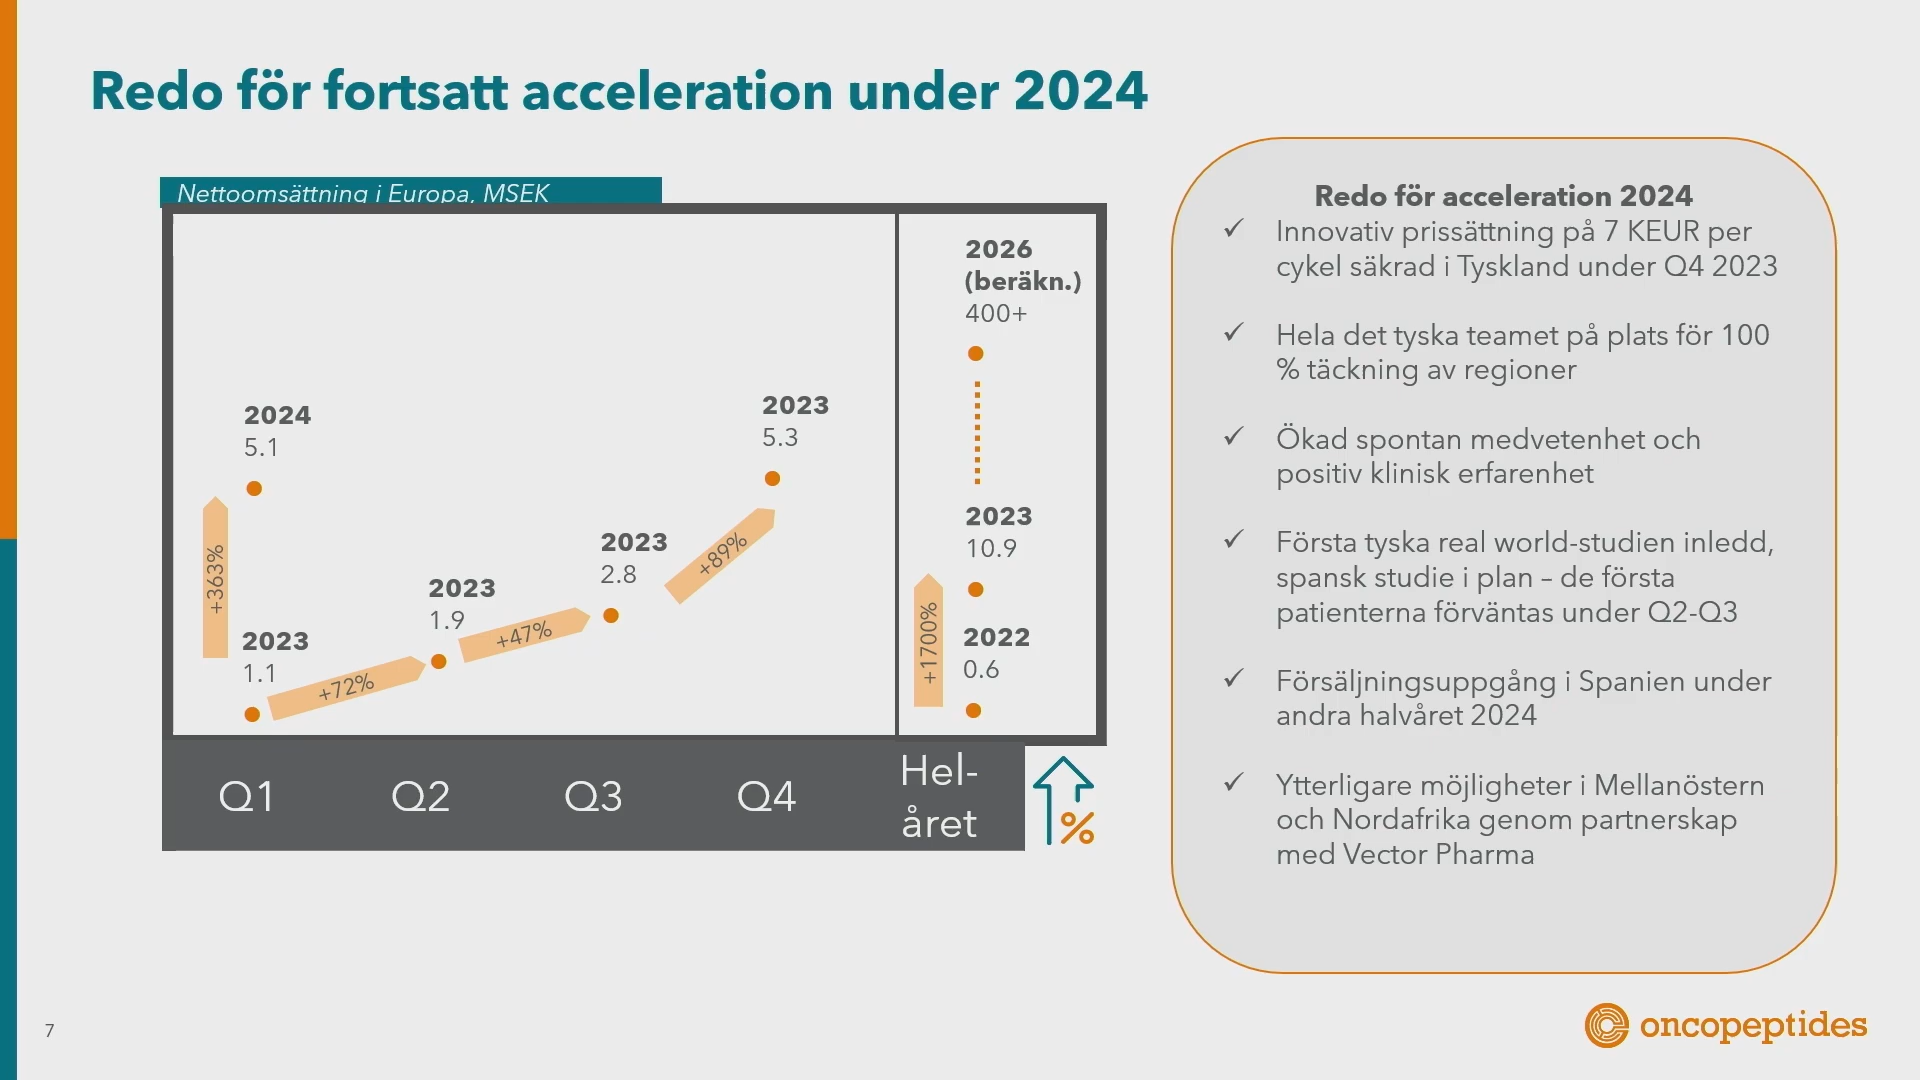 Redo för fortsatt acceleration under 2024
Nettoomsättning i Europa, MSEK
2024
5.1
+363%
2023
1.1
+72%
2023
1.9
+47%
2023
2.8
+89%
2023
5.3
2026
(beräkn.)
400+
2023
10.9
+1700%
2022
0.6
Q1
Q2
Q3
Q4
Hel-
året
%
Redo för acceleration 2024
✓ Innovativ prissättning på 7 KEUR per
cykel säkrad i Tyskland under Q4 2023
✓ Hela det tyska teamet på plats för 100
% täckning av regioner
✓ Ökad spontan medvetenhet och
positiv klinisk erfarenhet
✓ Första tyska real world-studien inledd,
spansk studie i plan – de första
patienterna förväntas under Q2-Q3
✓ Försäljningsuppgång i Spanien under
andra halvåret 2024
✓ Ytterligare möjligheter i Mellanöstern
och Nordafrika genom partnerskap
med Vector Pharma
7
oncopeptides